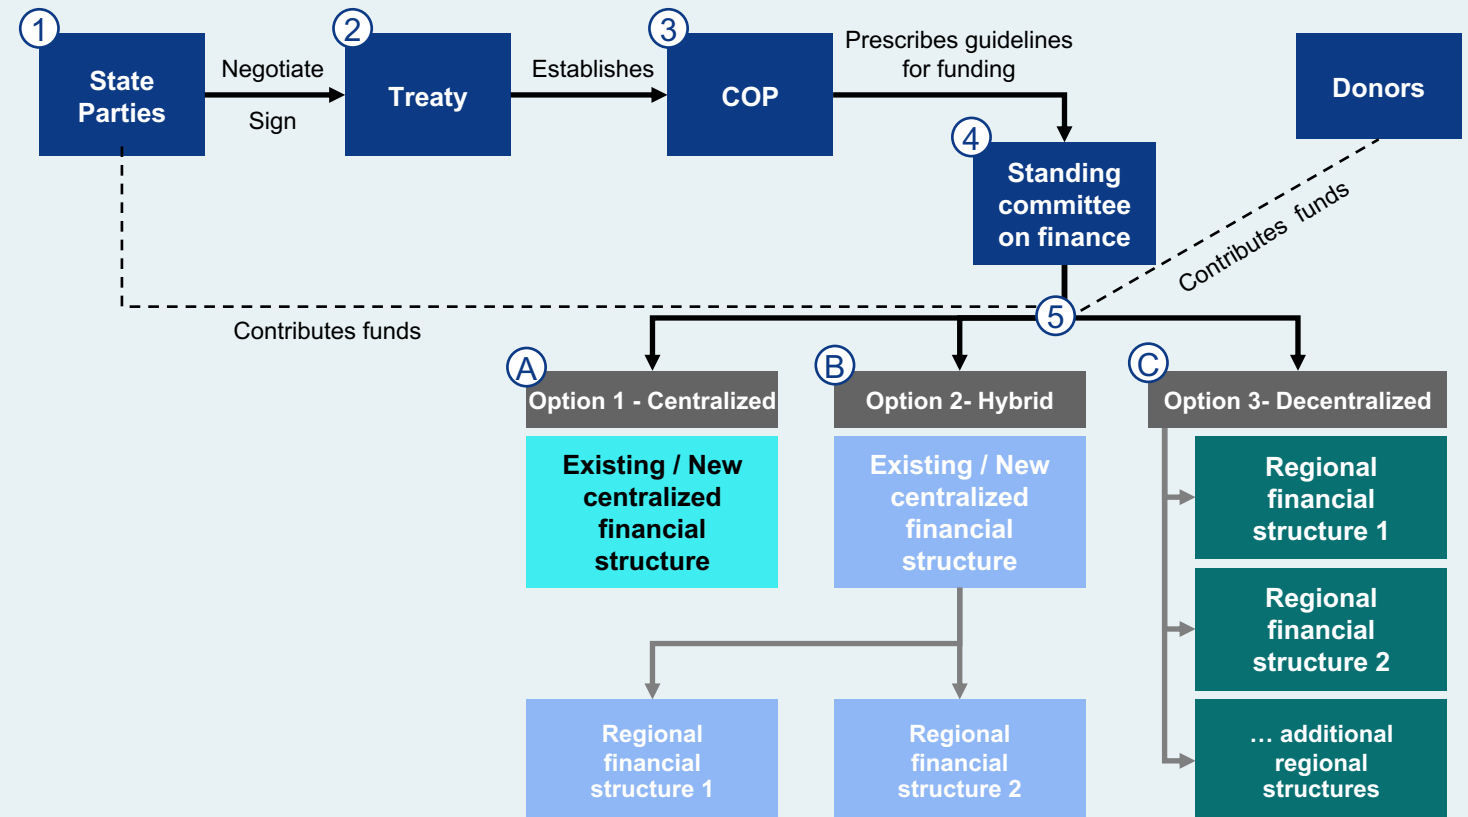 1
State
Parties
Negotiate
Sign
2
Treaty
Establishes
3
COP
Prescribes guidelines
for funding
Donors
4
Standing
committee
on finance
Contributes funds
Contributes funds
5
A
Option 1 - Centralized
Existing / New
centralized
financial
structure
B
Option 2- Hybrid
Existing / New
centralized
financial
structure
Regional
financial
structure 1
Regional
financial
structure 2
C
Option 3- Decentralized
Regional
financial
structure 1
Regional
financial
structure 2
… additional
regional
structures